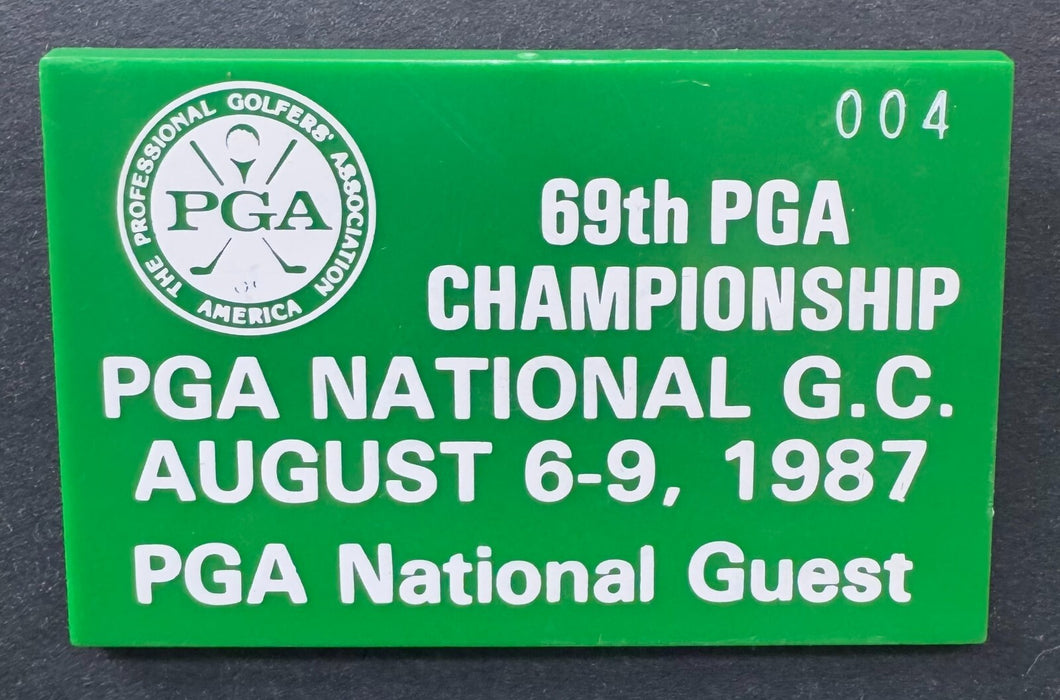 THE PROFESSIONAL GOLFERS' ASSOCIATION
PGA
OF
AMERICA
004
69th PGA
CHAMPIONSHIP
PGA NATIONAL G.C.
AUGUST 6-9, 1987
PGA National Guest